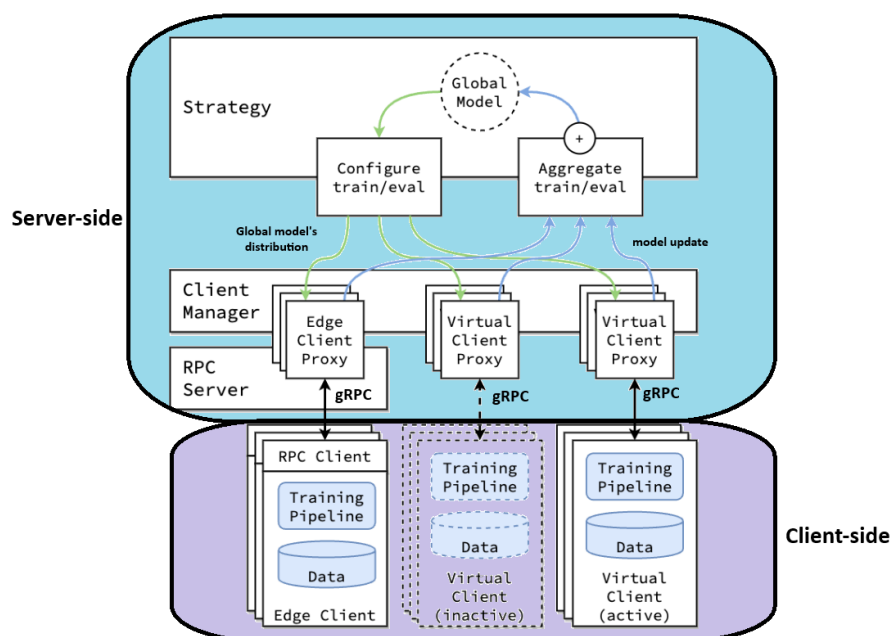 Global
Model
Strategy
+
Configure
train/eval
Aggregate
train/eval
Server-side
Global model's
distribution
model update
Client
Manager
Edge
Client
Proxy
Virtual
Client
Proxy
Virtual
Client
Proxy
RPC
Server
gRPC
gRPC
gRPC
RPC Client
Training
Pipeline
Data
Edge Client
Training
Pipeline
Data
Virtual
Client
(inactive)
Training
Pipeline
Data
Virtual
Client
(active)
Client-side